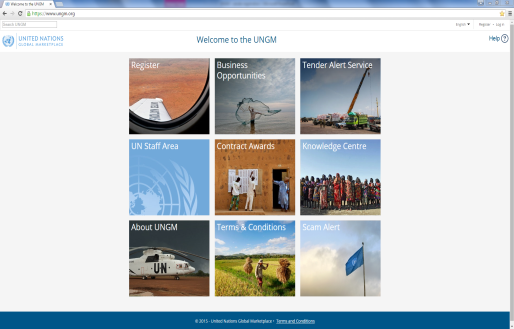 Welcome to the UNGM
https://www.ungm.org
Search UNGM
English
Register
Log in
UNITED NATIONS
GLOBAL MARKETPLACE
Welcome to the UNGM
Help ?
Register
Business
Opportunities
Tender Alert Service
UN Staff Area
Contract Awards
Knowledge Centre
About UNGM
UN
Terms & Conditions
Scam Alert
© 2015 - United Nations Global Marketplace - Terms and Conditions